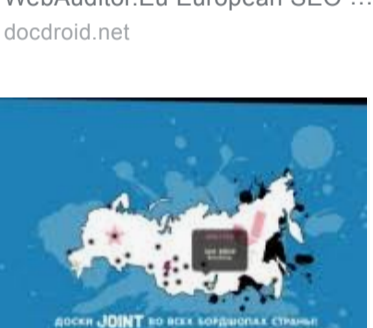 WebAuditor.Eu European SEO ...
docdroid.net
ДОСКИ JOINT ВО ВСЕХ БОРДШОПАХ СТРАНЫ!